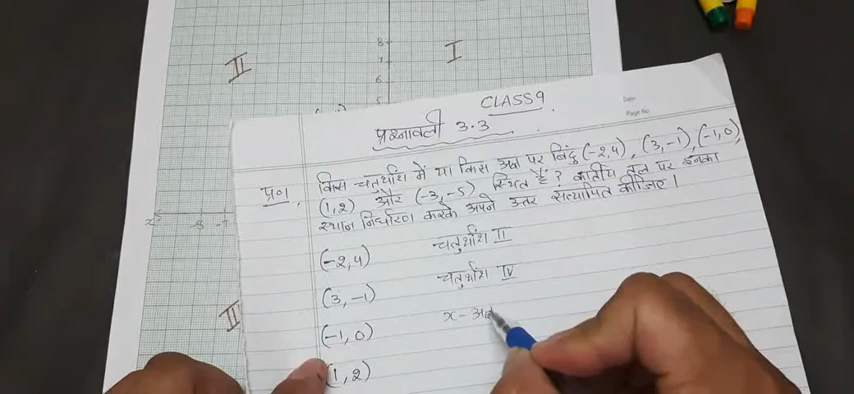 8
7
II
I
6
5
CLASS 9
Date:
Page No.
प्रश्नावली 3.3
प्र०1. किस चतुर्थांश में या किस अक्ष पर बिंदु (-2,4), (3,-1), (-1,0),
(1,2) और (-3,-5) स्थित हैं? कार्तीय तल पर इनका
स्थान निर्धारण करके अपने उत्तर सत्यापित कीजिए।
(-2,4) चतुर्थांश II
(3,-1) चतुर्थांश IV
(-1,0) x- अक्ष
(1,2)
x'
III